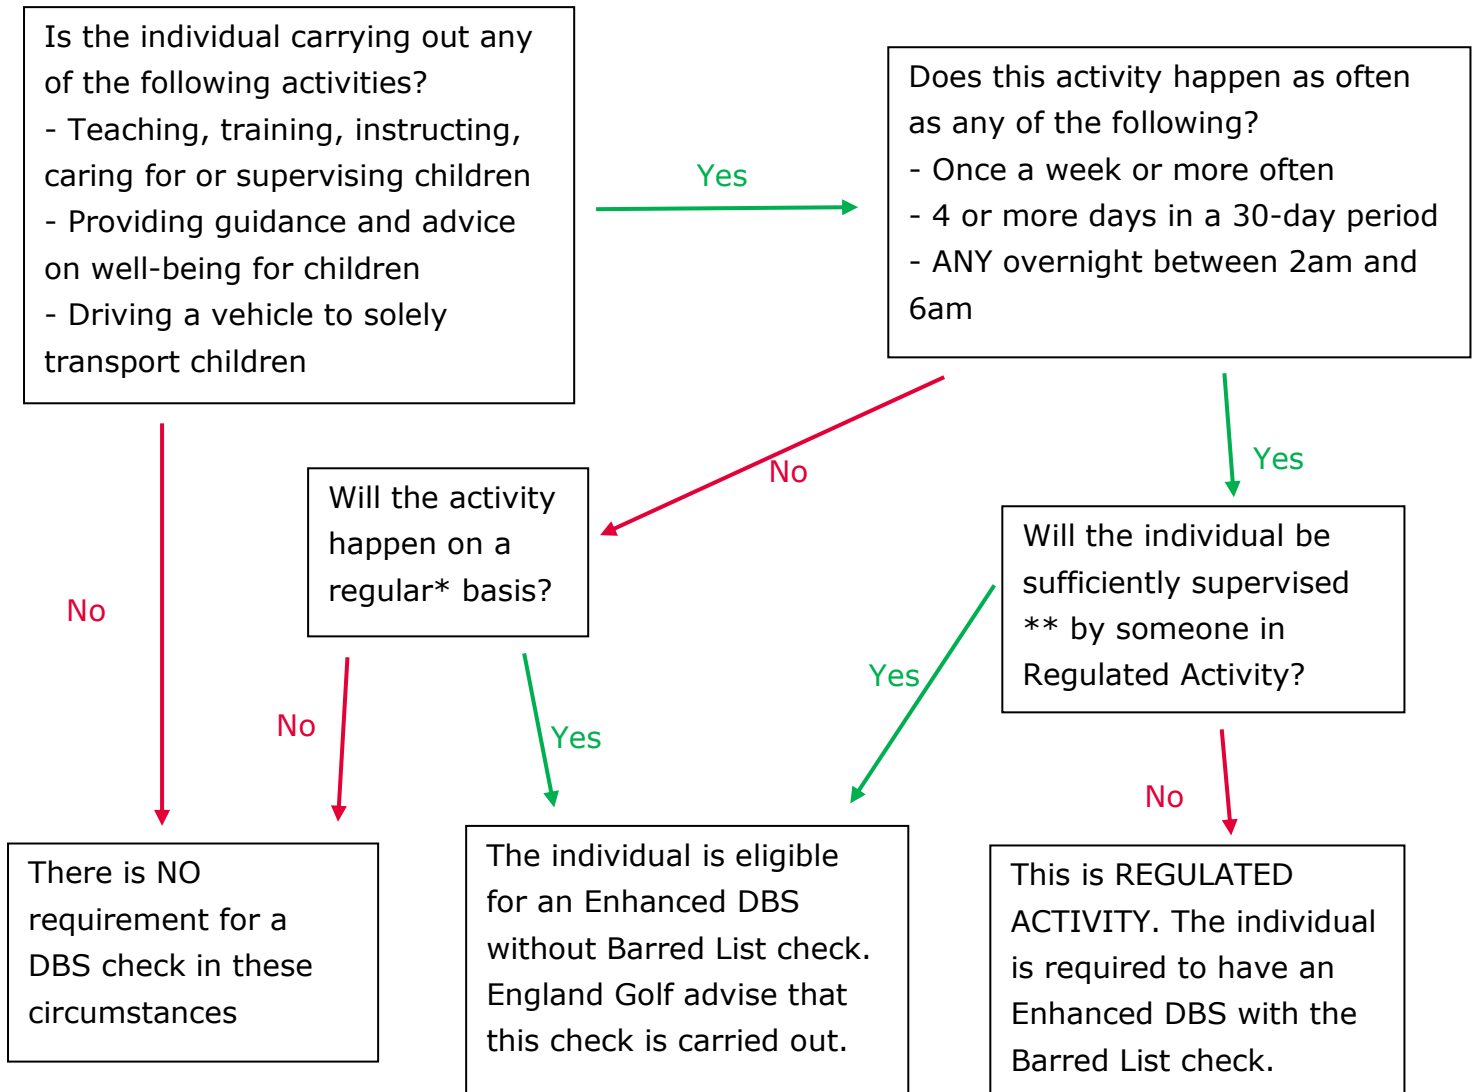 Is the individual carrying out any
of the following activities?
- Teaching, training, instructing,
caring for or supervising children
- Providing guidance and advice
on well-being for children
- Driving a vehicle to solely
transport children
Yes
Does this activity happen as often
as any of the following?
- Once a week or more often
- 4 or more days in a 30-day period
- ANY overnight between 2am and
6am
No
Yes
Will the activity
happen on a
regular* basis?
Will the individual be
sufficiently supervised
** by someone in
Regulated Activity?
No
No
Yes
Yes
No
There is NO
requirement for a
DBS check in these
circumstances
The individual is eligible
for an Enhanced DBS
without Barred List check.
England Golf advise that
this check is carried out.
This is REGULATED
ACTIVITY. The individual
is required to have an
Enhanced DBS with the
Barred List check.